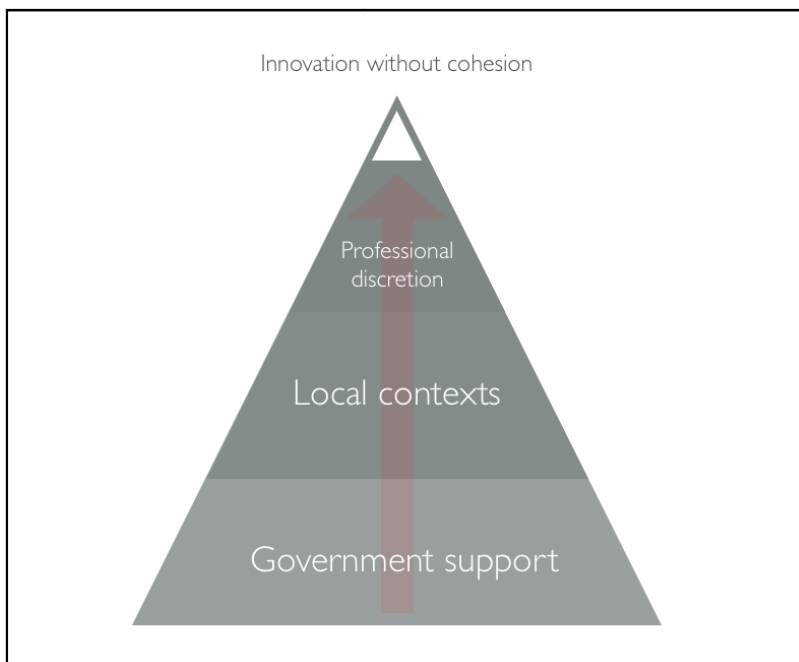 Innovation without cohesion
Professional
discretion
Local contexts
Government support